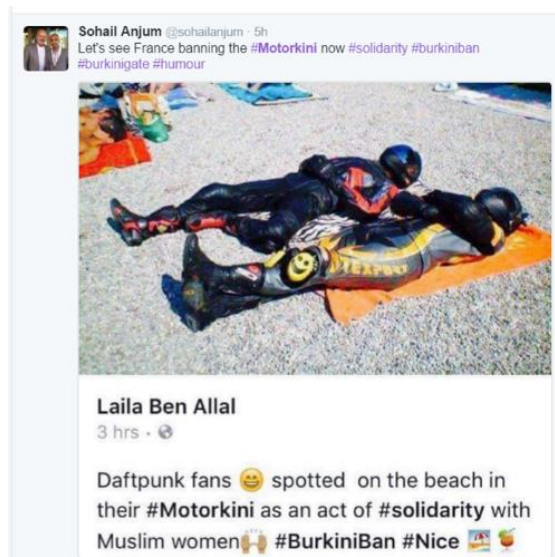 Sohail Anjum @sohailanjum · 5h
Let's see France banning the #Motorkini now #solidarity #burkiniban
#burkinigate #humour
Laila Ben Allal
3 hrs ·
Daftpunk fans 😄 spotted on the beach in
their #Motorkini as an act of #solidarity with
Muslim women🙌 #BurkiniBan #Nice 🏖🍹